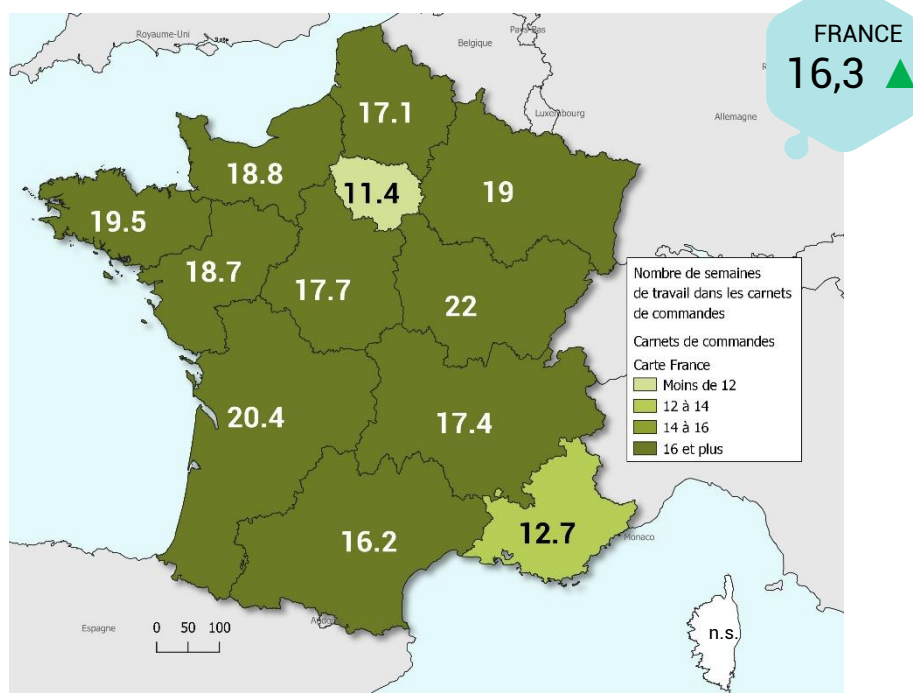 FRANCE
16,3
Royaume-Uni
Pays-Bas
Belgique
Luxembourg
Allemagne
17.1
18.8
11.4
19
19.5
18.7
17.7
22
Nombre de semaines
de travail dans les carnets
de commandes
Carnets de commandes
Carte France
Moins de 12
12 à 14
14 à 16
16 et plus
20.4
17.4
16.2
12.7
Monaco
Espagne
0 50 100
n.s.